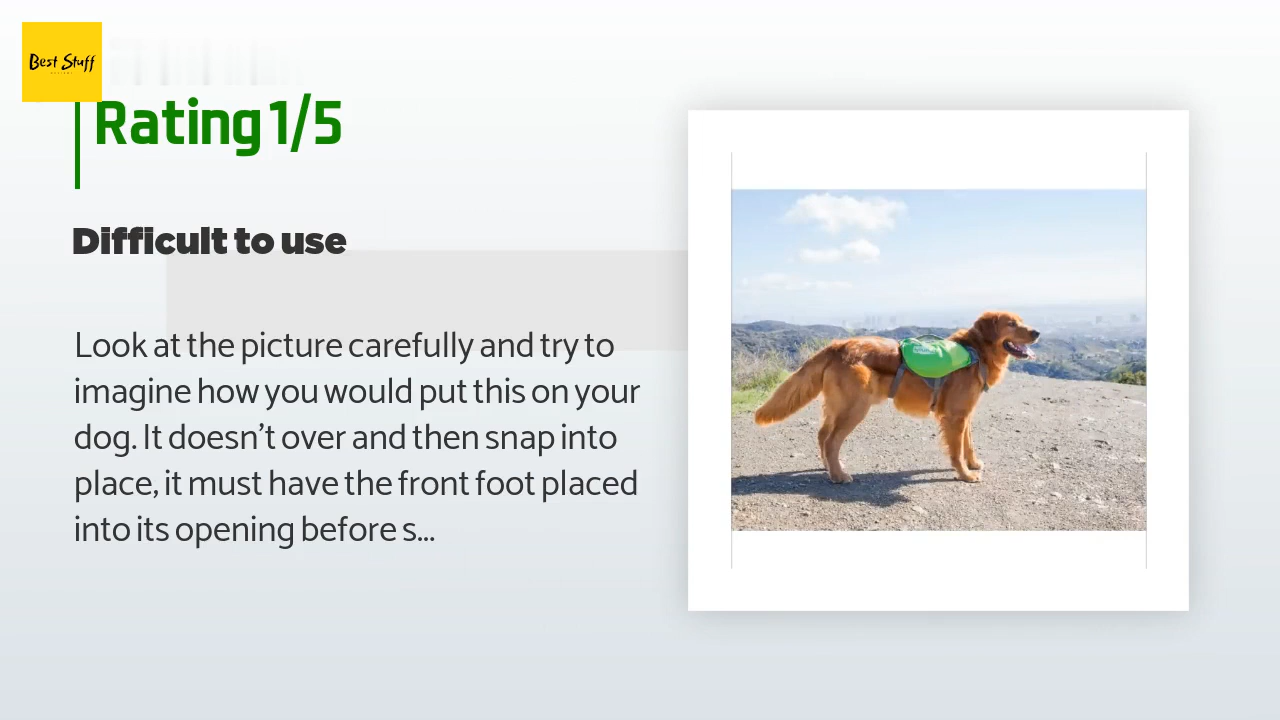 Best Stuff
Rating 1/5
Difficult to use
Look at the picture carefully and try to
imagine how you would put this on your
dog. It doesn't over and then snap into
place, it must have the front foot placed
into its opening before s...